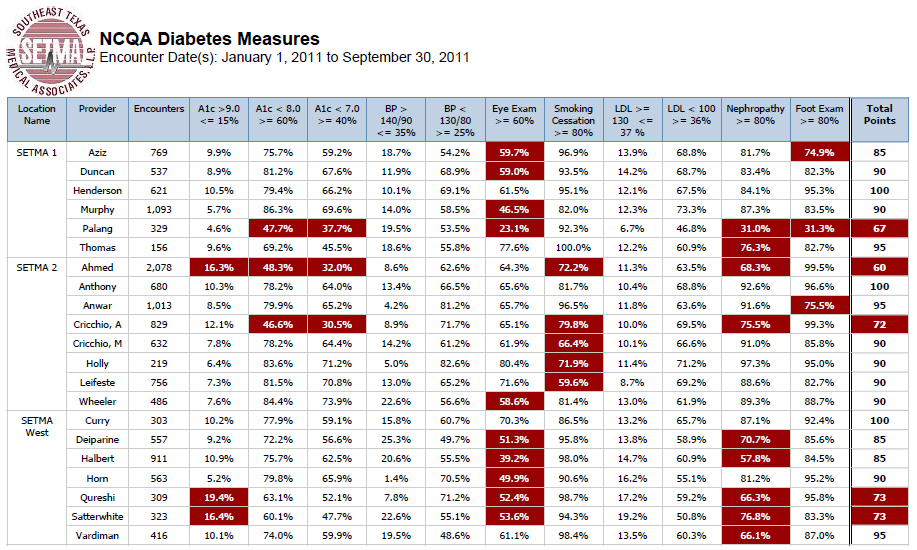 SOUTHEAST TEXAS
SETMA
MEDICAL ASSOCIATES, L.L.P.
NCQA Diabetes Measures
Encounter Date(s): January 1, 2011 to September 30, 2011
Location Name Provider Encounters A1c >9.0 <= 15% A1c < 8.0 >= 60% A1c < 7.0 >= 40% BP > 140/90 <= 35% BP < 130/80 >= 25% Eye Exam >= 60% Smoking Cessation >= 80% LDL >= 130 <= 37 % LDL < 100 >= 36% Nephropathy >= 80% Foot Exam >= 80% Total Points
SETMA 1 Aziz 769 9.9% 75.7% 59.2% 18.7% 54.2% 59.7% 96.9% 13.9% 68.8% 81.7% 74.9% 85
Duncan 537 8.9% 81.2% 67.6% 11.9% 68.9% 59.0% 93.5% 14.2% 68.7% 83.4% 82.3% 90
Henderson 621 10.5% 79.4% 66.2% 10.1% 69.1% 61.5% 95.1% 12.1% 67.5% 84.1% 95.3% 100
Murphy 1,093 5.7% 86.3% 69.6% 14.0% 58.5% 46.5% 82.0% 12.3% 73.3% 87.3% 83.5% 90
Palang 329 4.6% 47.7% 37.7% 19.5% 53.5% 23.1% 92.3% 6.7% 46.8% 31.0% 31.3% 67
Thomas 156 9.6% 69.2% 45.5% 18.6% 55.8% 77.6% 100.0% 12.2% 60.9% 76.3% 82.7% 95
SETMA 2 Ahmed 2,078 16.3% 48.3% 32.0% 8.6% 62.6% 64.3% 72.2% 11.3% 63.5% 68.3% 99.5% 60
Anthony 680 10.3% 78.2% 64.0% 13.4% 66.5% 65.6% 81.7% 10.4% 68.8% 92.6% 96.6% 100
Anwar 1,013 8.5% 79.9% 65.2% 4.2% 81.2% 65.7% 96.5% 11.8% 63.6% 91.6% 75.5% 95
Cricchio, A 829 12.1% 46.6% 30.5% 8.9% 71.7% 65.1% 79.8% 10.0% 69.5% 75.5% 99.3% 72
Cricchio, M 632 7.8% 78.2% 64.4% 14.2% 61.2% 61.9% 66.4% 10.1% 66.6% 91.0% 85.8% 90
Holly 219 6.4% 83.6% 71.2% 5.0% 82.6% 80.4% 71.9% 11.4% 71.2% 97.3% 95.0% 90
Leifeste 756 7.3% 81.5% 70.8% 13.0% 65.2% 71.6% 59.6% 8.7% 69.2% 88.6% 82.7% 90
Wheeler 486 7.6% 84.4% 73.9% 22.6% 56.6% 58.6% 81.4% 13.0% 61.9% 89.3% 88.7% 90
SETMA West Curry 303 10.2% 77.9% 59.1% 15.8% 60.7% 70.3% 86.5% 13.2% 65.7% 87.1% 92.4% 100
Deiparine 557 9.2% 72.2% 56.6% 25.3% 49.7% 51.3% 95.8% 13.8% 58.9% 70.7% 85.6% 85
Halbert 911 10.9% 75.7% 62.5% 20.6% 55.5% 39.2% 98.0% 14.7% 60.9% 57.8% 84.5% 85
Horn 563 5.2% 79.8% 65.9% 1.4% 70.5% 49.9% 90.6% 16.2% 55.1% 81.2% 95.2% 90
Qureshi 309 19.4% 63.1% 52.1% 7.8% 71.2% 52.4% 98.7% 17.2% 59.2% 66.3% 95.8% 73
Satterwhite 323 16.4% 60.1% 47.7% 22.6% 55.1% 53.6% 94.3% 19.2% 50.8% 76.8% 83.3% 73
Vardiman 416 10.1% 74.0% 59.9% 19.5% 48.6% 61.1% 98.4% 13.5% 60.3% 66.1% 87.0% 95